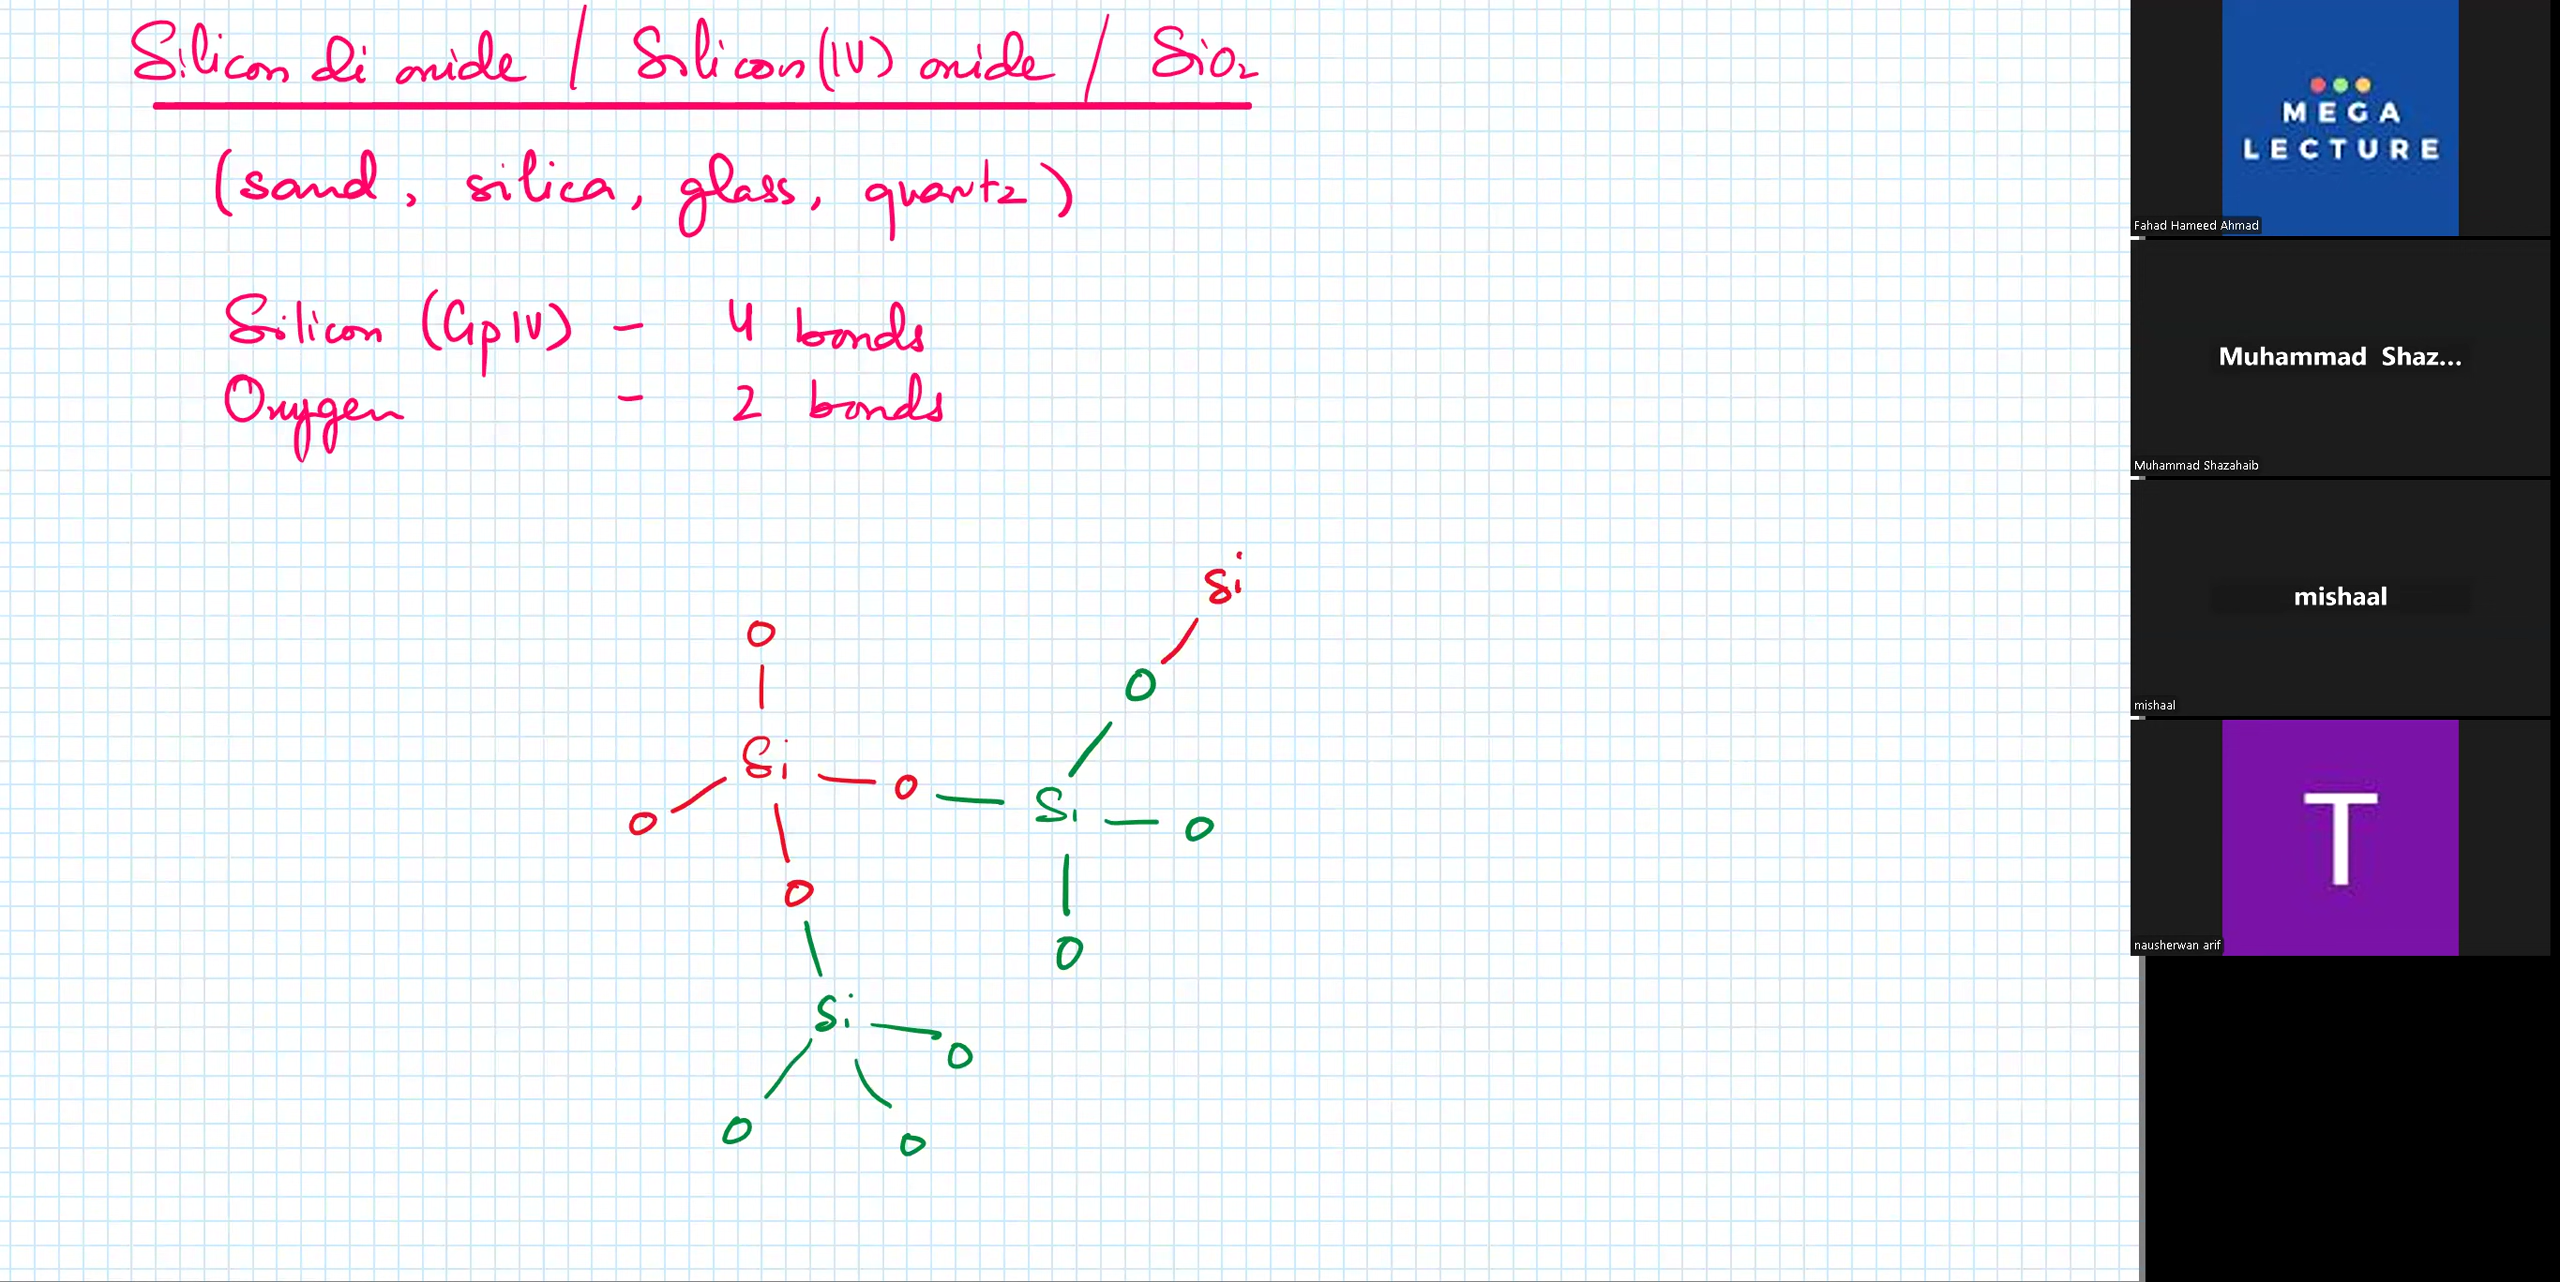 Silicon di oxide / Silicon(IV) oxide / SiO₂
(sand, silica, glass, quartz)
Silicon (Gp IV) - 4 bonds
Oxygen - 2 bonds
Si
O
O
Si
O
O
Si
O
O
O
O
Si
O
O
O
MEGA
LECTURE
Fahad Hameed Ahmad
Muhammad Shaz...
Muhammad Shazahaib
mishaal
mishaal
T
nausherwan arif